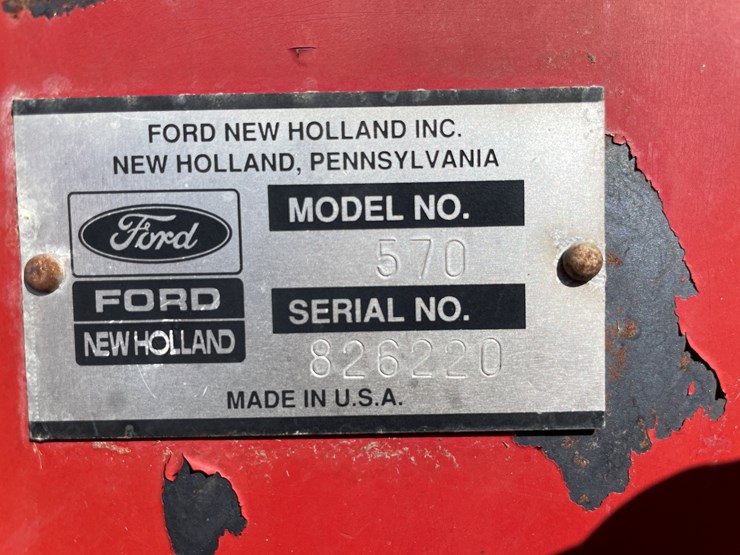 FORD NEW HOLLAND INC.
NEW HOLLAND, PENNSYLVANIA
Ford
FORD
NEW HOLLAND
MODEL NO.
570
SERIAL NO.
826220
MADE IN U.S.A.